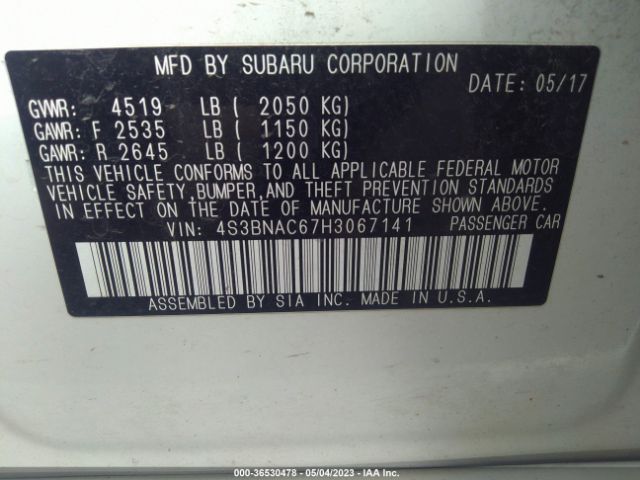 MFD BY SUBARU CORPORATION
DATE: 05/17
GVWR: 4519 LB ( 2050 KG)
GAWR: F 2535 LB ( 1150 KG)
GAWR: R 2645 LB ( 1200 KG)
THIS VEHICLE CONFORMS TO ALL APPLICABLE FEDERAL MOTOR
VEHICLE SAFETY,BUMPER,AND THEFT PREVENTION STANDARDS
IN EFFECT ON THE DATE OF MANUFACTURE SHOWN ABOVE.
VIN: 4S3BNAC67H3067141 PASSENGER CAR
ASSEMBLED BY SIA INC. MADE IN U.S.A.
000-36530478 - 05/04/2023 - IAA Inc.